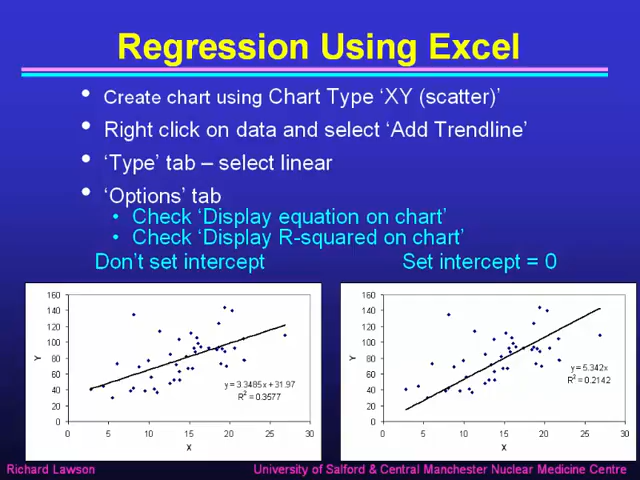 Regression Using Excel
• Create chart using Chart Type ‘XY (scatter)’
• Right click on data and select ‘Add Trendline’
• ‘Type’ tab – select linear
• ‘Options’ tab
• Check ‘Display equation on chart’
• Check ‘Display R-squared on chart’
Don’t set intercept
Set intercept = 0
160
140
120
100
80
60
40
20
0
Y
y = 3.3485x + 31.97
R² = 0.3577
0 5 10 15 20 25 30
X
160
140
120
100
80
60
40
20
0
Y
y = 5.342x
R² = 0.2142
0 5 10 15 20 25 30
X
Richard Lawson
University of Salford & Central Manchester Nuclear Medicine Centre